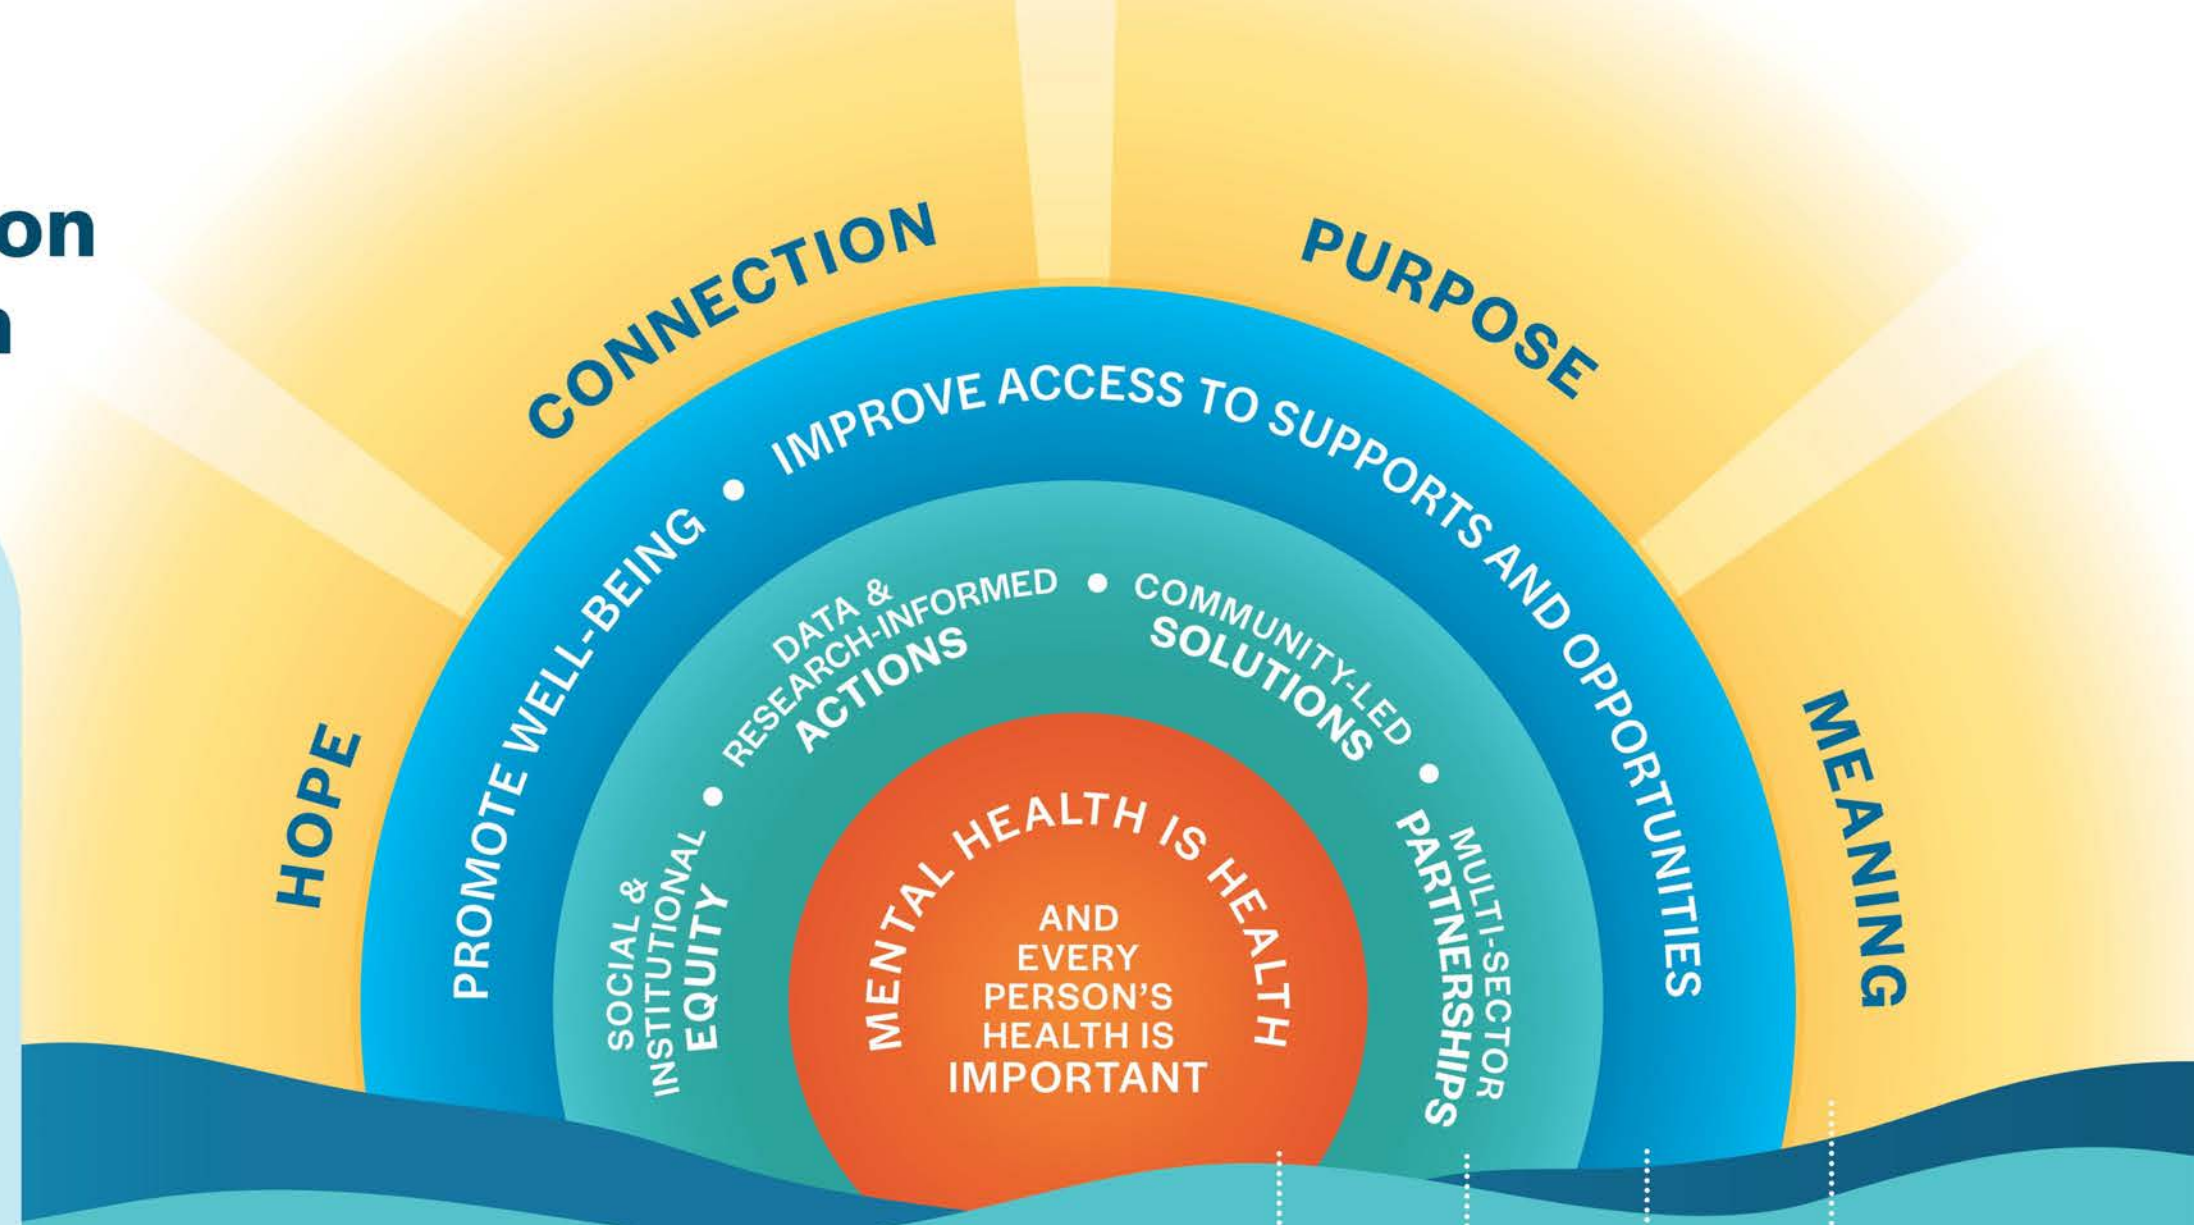 on
n
HOPE
CONNECTION
PURPOSE
MEANING
PROMOTE WELL-BEING • IMPROVE ACCESS TO SUPPORTS AND OPPORTUNITIES
SOCIAL &
INSTITUTIONAL
EQUITY
•
DATA &
RESEARCH-INFORMED
ACTIONS
•
COMMUNITY-LED
SOLUTIONS
•
MULTI-SECTOR
PARTNERSHIPS
MENTAL HEALTH IS HEALTH
AND
EVERY
PERSON'S
HEALTH IS
IMPORTANT